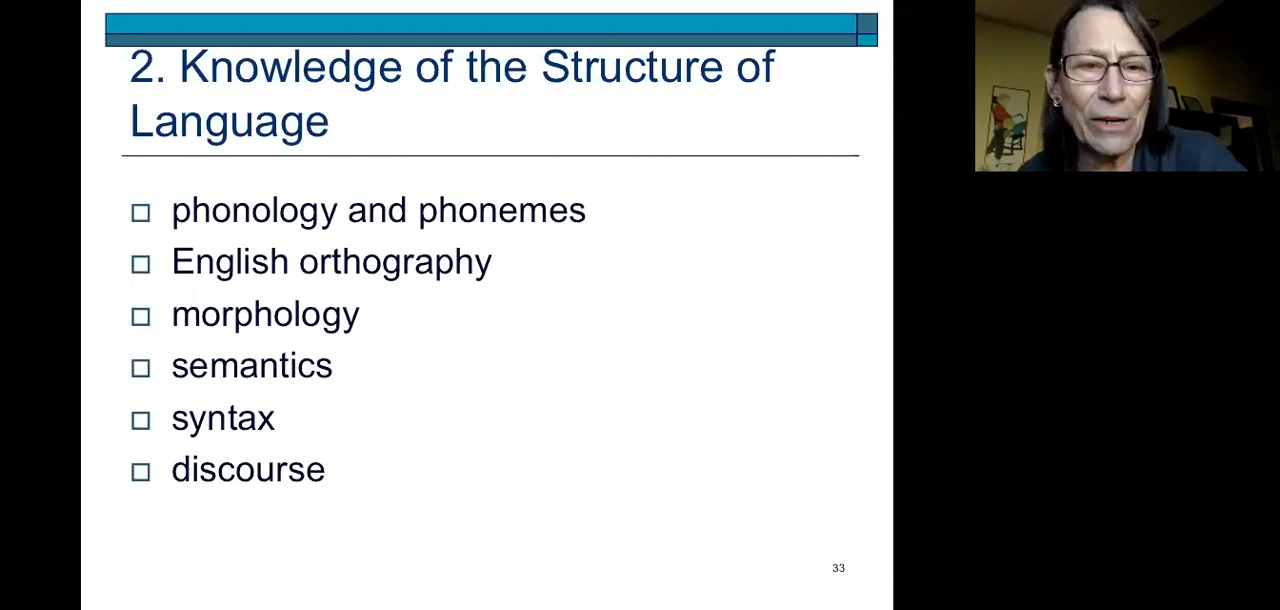 2. Knowledge of the Structure of
Language
phonology and phonemes
English orthography
morphology
semantics
syntax
discourse
33